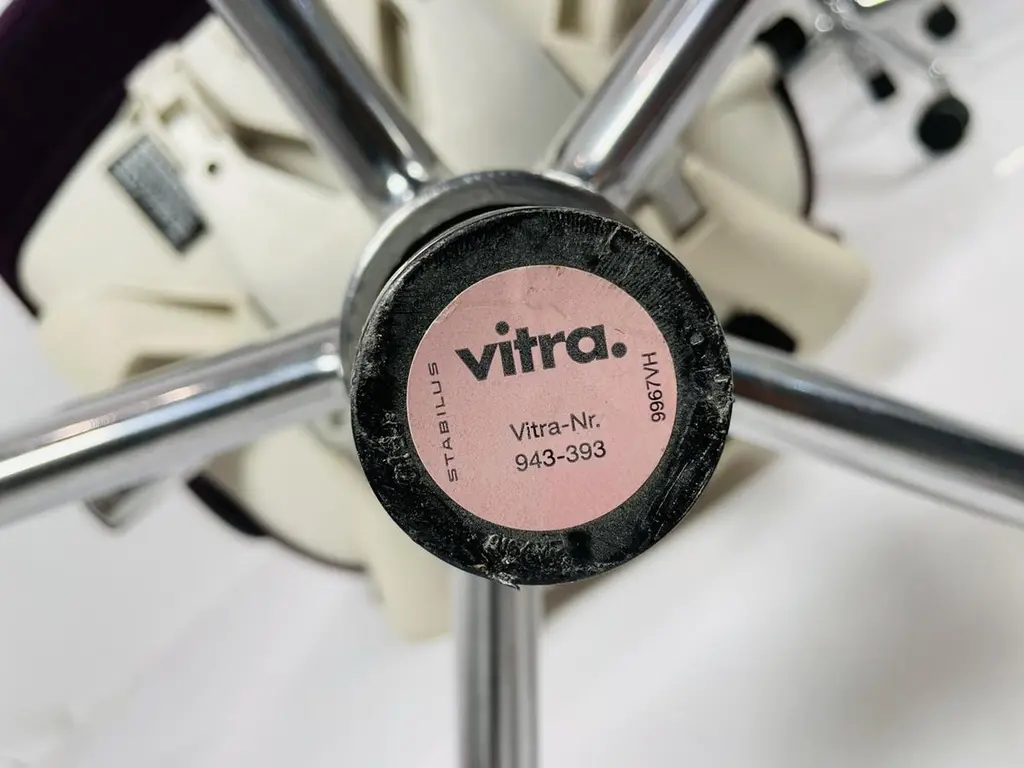 vitra.
Vitra-Nr.
943-393
STABILUS
9967VH